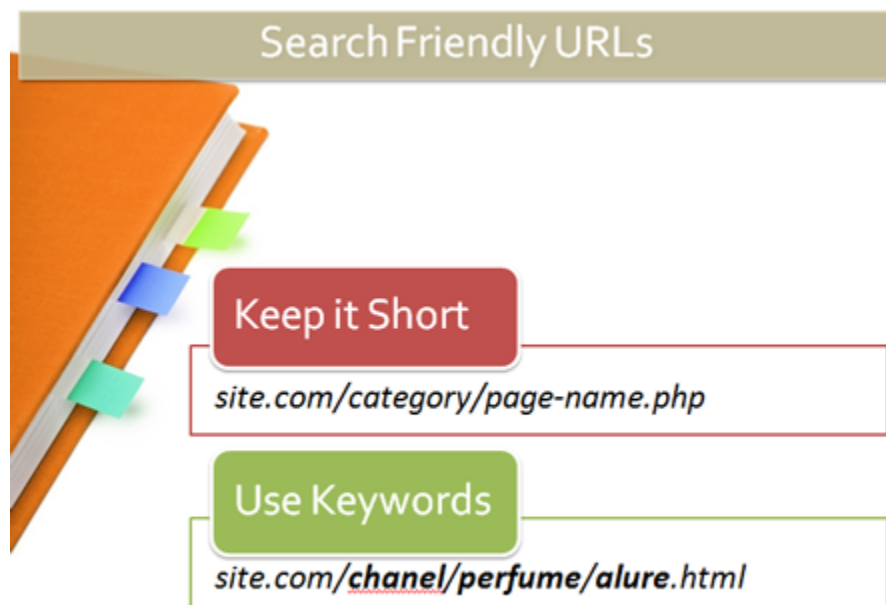 Search Friendly URLs
Keep it Short
site.com/category/page-name.php
Use Keywords
site.com/chanel/perfume/alure.html